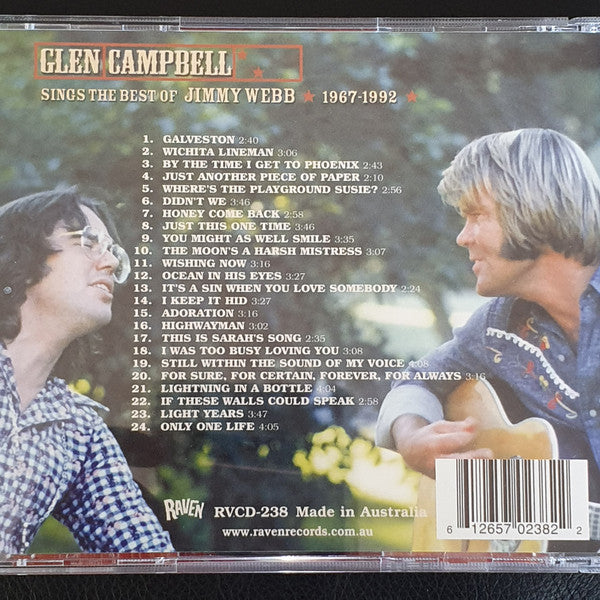 GLEN CAMPBELL
SINGS THE BEST OF JIMMY WEBB ★ 1967-1992 ★
1. GALVESTON 2:40
2. WICHITA LINEMAN 3:06
3. BY THE TIME I GET TO PHOENIX 2:43
4. JUST ANOTHER PIECE OF PAPER 2:10
5. WHERE'S THE PLAYGROUND SUSIE? 2:56
6. DIDN'T WE 3:46
7. HONEY COME BACK 2:58
8. JUST THIS ONE TIME 3:46
9. YOU MIGHT AS WELL SMILE 3:35
10. THE MOON'S A HARSH MISTRESS 3:07
11. WISHING NOW 3:16
12. OCEAN IN HIS EYES 3:27
13. IT'S A SIN WHEN YOU LOVE SOMEBODY 2:24
14. I KEEP IT HID 3:27
15. ADORATION 3:16
16. HIGHWAYMAN 3:02
17. THIS IS SARAH'S SONG 2:35
18. I WAS TOO BUSY LOVING YOU 3:08
19. STILL WITHIN THE SOUND OF MY VOICE 4:08
20. FOR SURE, FOR CERTAIN, FOREVER, FOR ALWAYS 3:16
21. LIGHTNING IN A BOTTLE 4:04
22. IF THESE WALLS COULD SPEAK 2:58
23. LIGHT YEARS 3:47
24. ONLY ONE LIFE 4:05
RAVEN RVCD-238 Made in Australia
www.ravenrecords.com.au
6 12657 02382 2